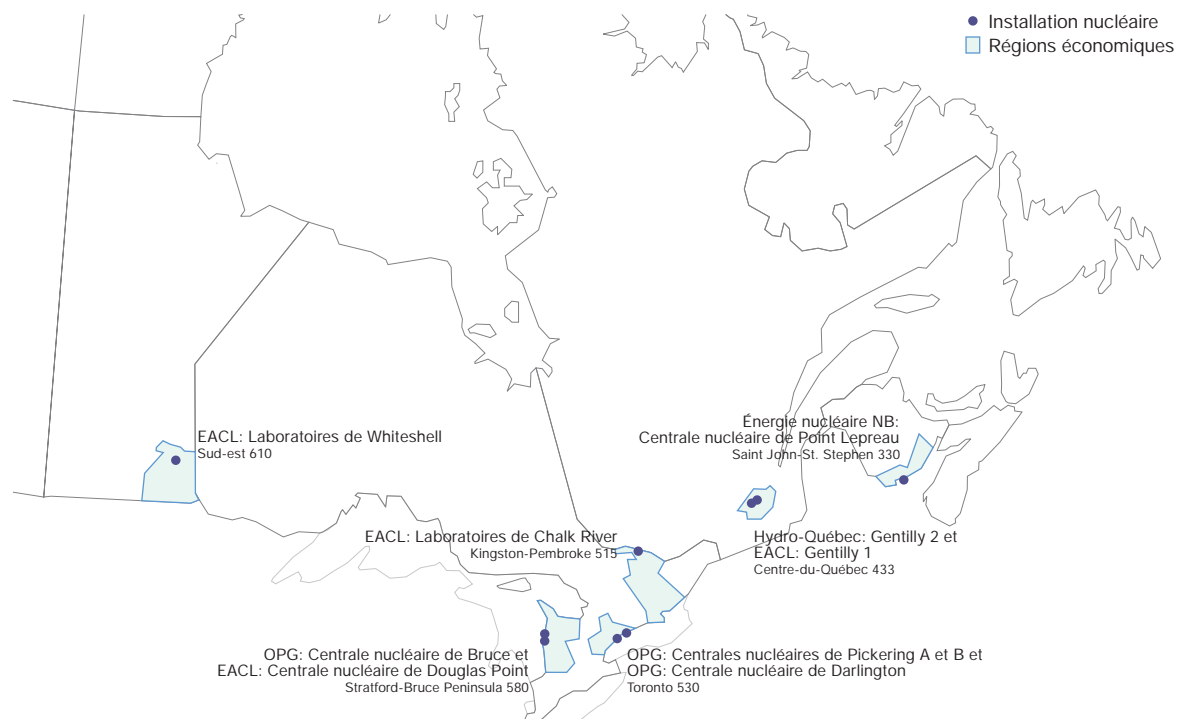 Installation nucléaire
Régions économiques
EACL: Laboratoires de Whiteshell
Sud-est 610
Énergie nucléaire NB:
Centrale nucléaire de Point Lepreau
Saint John-St. Stephen 330
EACL: Laboratoires de Chalk River
Kingston-Pembroke 515
Hydro-Québec: Gentilly 2 et
EACL: Gentilly 1
Centre-du-Québec 433
OPG: Centrale nucléaire de Bruce et
EACL: Centrale nucléaire de Douglas Point
Stratford-Bruce Peninsula 580
OPG: Centrales nucléaires de Pickering A et B et
OPG: Centrale nucléaire de Darlington
Toronto 530